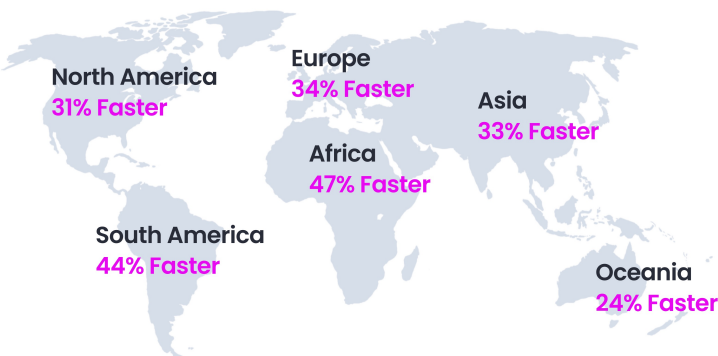 North America
31% Faster
Europe
34% Faster
Asia
33% Faster
Africa
47% Faster
South America
44% Faster
Oceania
24% Faster